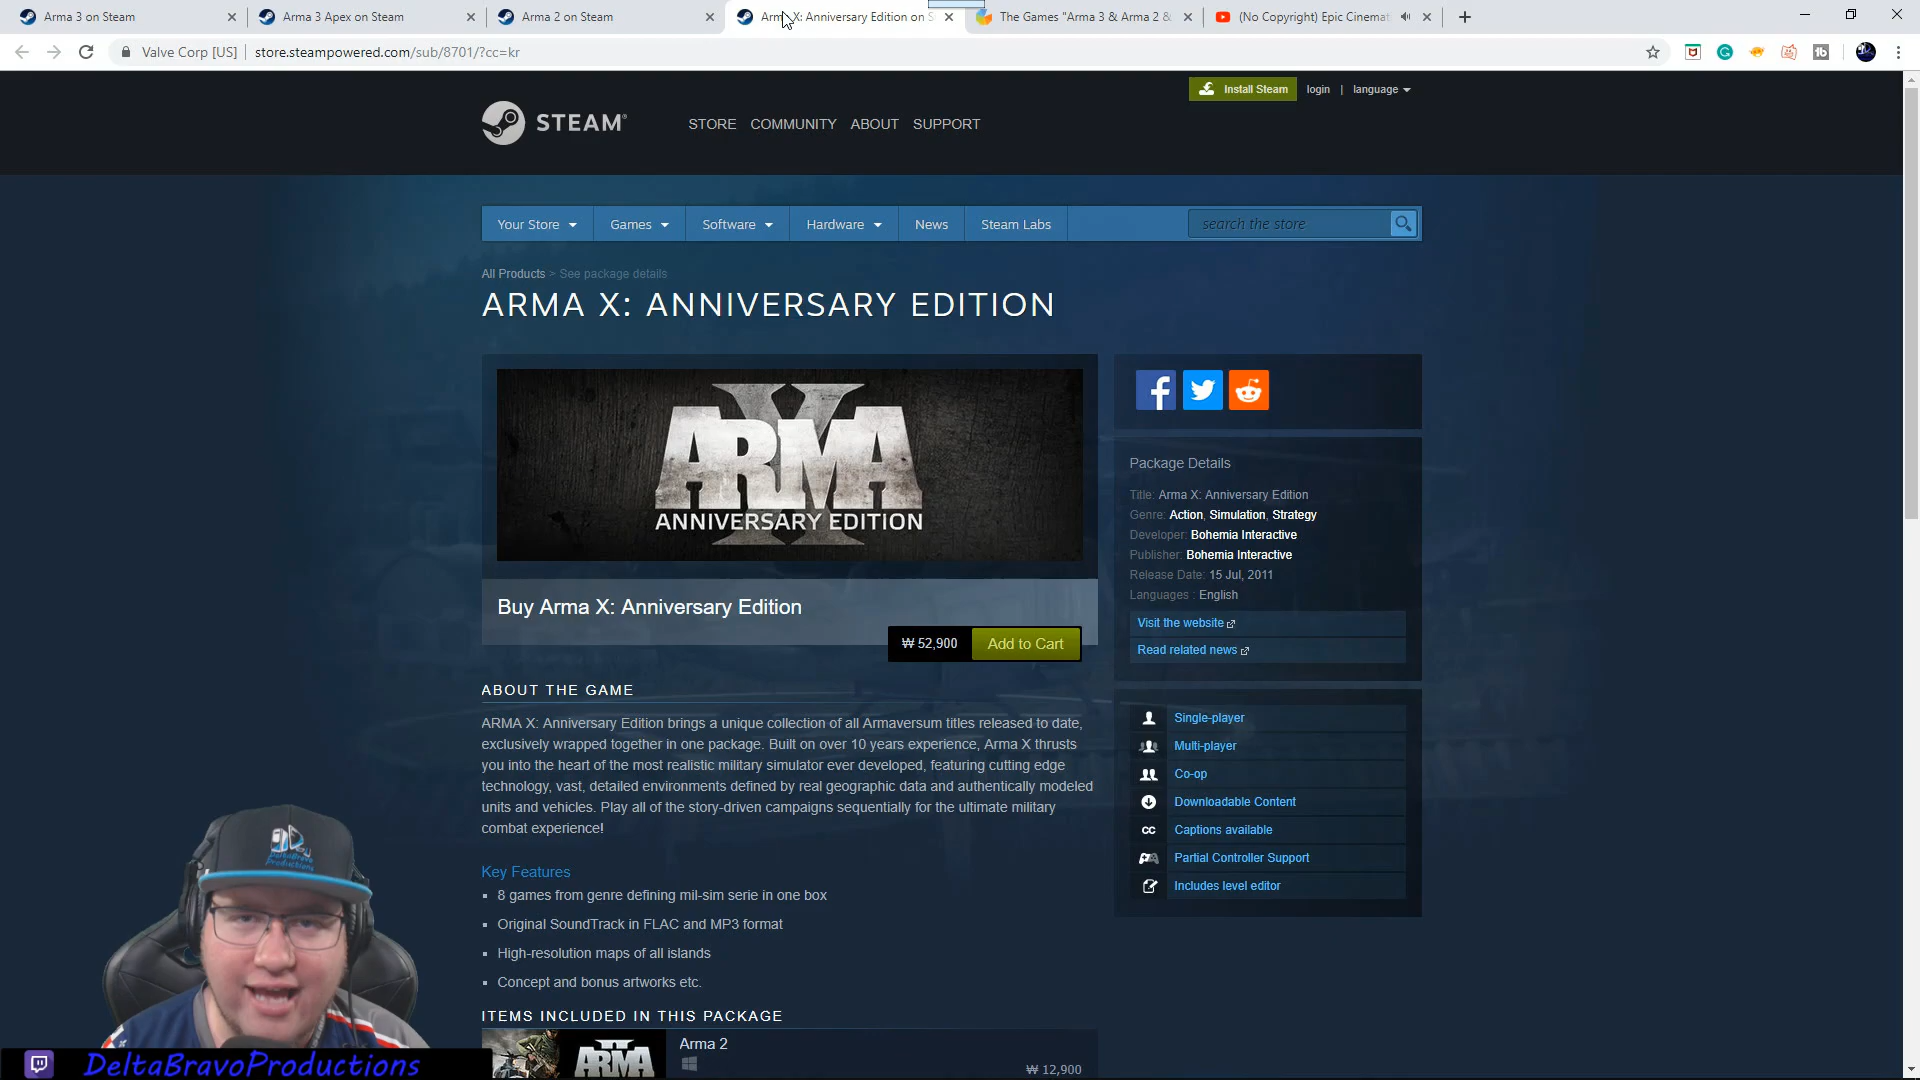 Arma 3 on Steam
Arma 3 Apex on Steam
Arma 2 on Steam
Arma X: Anniversary Edition on S
The Games "Arma 3 & Arma 2 &
(No Copyright) Epic Cinemat
Valve Corp [US] store.steampowered.com/sub/8701/?cc=kr
Install Steam login | language
STEAM®
STORE COMMUNITY ABOUT SUPPORT
Your Store Games Software Hardware News Steam Labs search the store
All Products > See package details
ARMA X: ANNIVERSARY EDITION
X
ARMA
ANNIVERSARY EDITION
Buy Arma X: Anniversary Edition
₩ 52,900 Add to Cart
ABOUT THE GAME
ARMA X: Anniversary Edition brings a unique collection of all Armaversum titles released to date,
exclusively wrapped together in one package. Built on over 10 years experience, Arma X thrusts
you into the heart of the most realistic military simulator ever developed, featuring cutting edge
technology, vast, detailed environments defined by real geographic data and authentically modeled
units and vehicles. Play all of the story-driven campaigns sequentially for the ultimate military
combat experience!
Key Features
8 games from genre defining mil-sim serie in one box
Original SoundTrack in FLAC and MP3 format
High-resolution maps of all islands
Concept and bonus artworks etc.
ITEMS INCLUDED IN THIS PACKAGE
ARMA II
Arma 2
₩ 12,900
Package Details
Title: Arma X: Anniversary Edition
Genre: Action, Simulation, Strategy
Developer: Bohemia Interactive
Publisher: Bohemia Interactive
Release Date: 15 Jul, 2011
Languages : English
Visit the website
Read related news
Single-player
Multi-player
Co-op
Downloadable Content
CC Captions available
Partial Controller Support
Includes level editor
DeltaBravo
Productions
DeltaBravoProductions